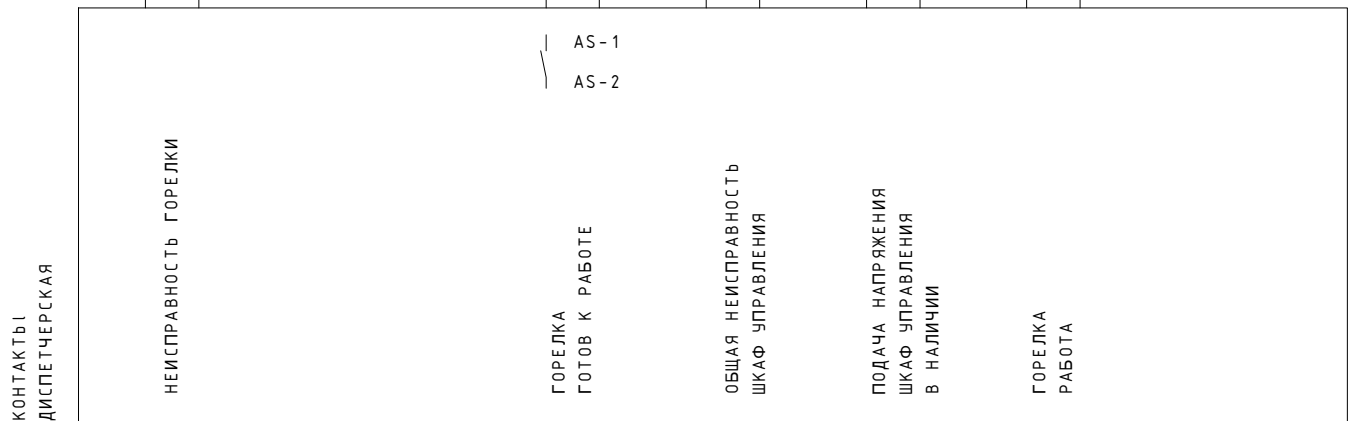 AS-1
AS-2
КОНТАКТЫ
ДИСПЕТЧЕРСКАЯ
НЕИСПРАВНОСТЬ ГОРЕЛКИ
ГОРЕЛКА
ГОТОВ К РАБОТЕ
ОБЩАЯ НЕИСПРАВНОСТЬ
ШКАФ УПРАВЛЕНИЯ
ПОДАЧА НАПРЯЖЕНИЯ
ШКАФ УПРАВЛЕНИЯ
В НАЛИЧИИ
ГОРЕЛКА
РАБОТА